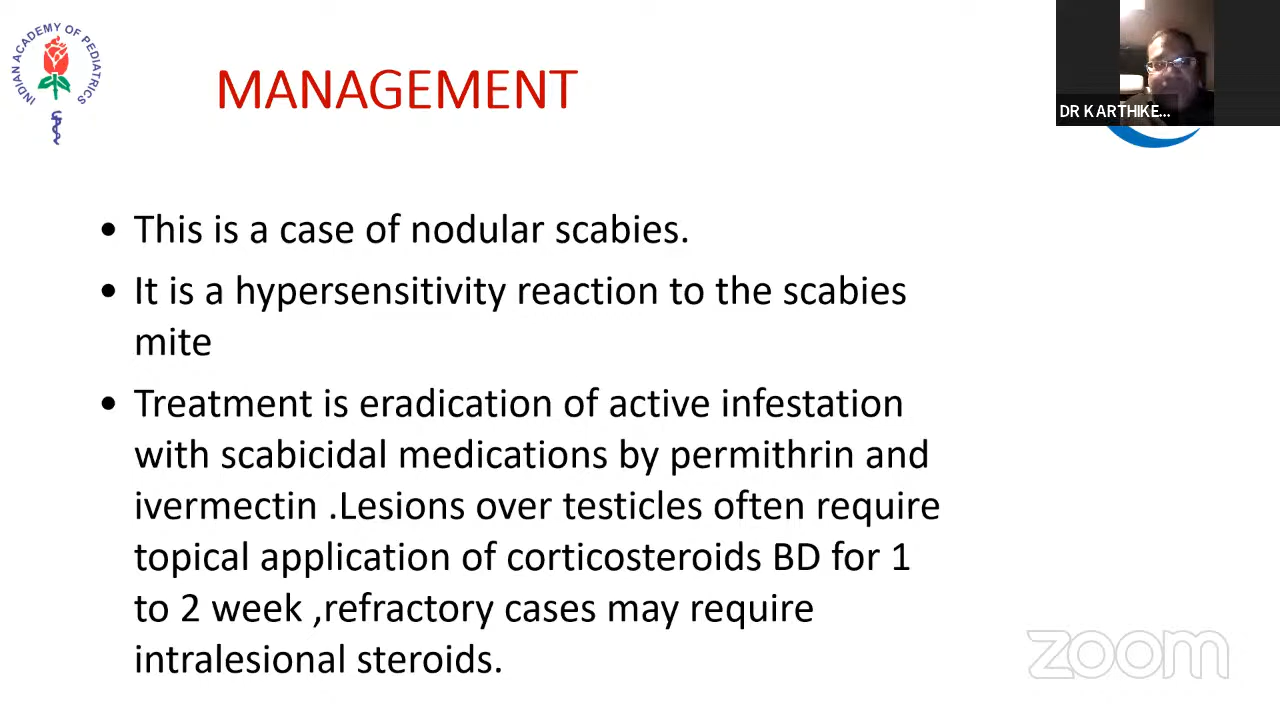 INDIAN ACADEMY OF PEDIATRICS
MANAGEMENT
DR KARTHIKE...
• This is a case of nodular scabies.
• It is a hypersensitivity reaction to the scabies
mite
• Treatment is eradication of active infestation
with scabicidal medications by permithrin and
ivermectin .Lesions over testicles often require
topical application of corticosteroids BD for 1
to 2 week ,refractory cases may require
intralesional steroids.
zoom